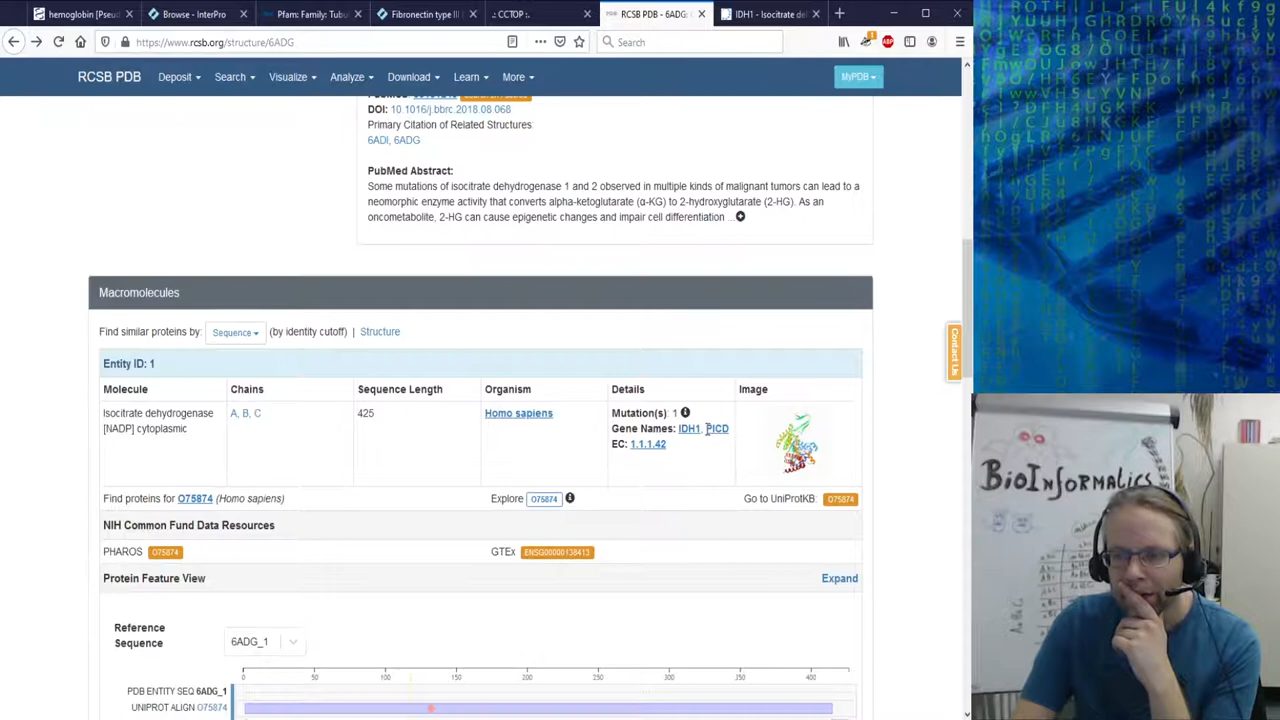 hemoglobin [Pseud
Browse - InterPro
Pfam: Family: Tubu
Fibronectin type III
.:: CCTOP ::.
RCSB PDB - 6ADG:
IDH1 - Isocitrate de
https://www.rcsb.org/structure/6ADG
Search
RCSB PDB Deposit Search Visualize Analyze Download Learn More MyPDB
DOI: 10.1016/j.bbrc.2018.08.068
Primary Citation of Related Structures:
6ADI, 6ADG
PubMed Abstract:
Some mutations of isocitrate dehydrogenase 1 and 2 observed in multiple kinds of malignant tumors can lead to a
neomorphic enzyme activity that converts alpha-ketoglutarate (α-KG) to 2-hydroxyglutarate (2-HG). As an
oncometabolite, 2-HG can cause epigenetic changes and impair cell differentiation ...
Macromolecules
Contact Us
Find similar proteins by: Sequence (by identity cutoff) | Structure
Entity ID: 1
Molecule Chains Sequence Length Organism Details Image
Isocitrate dehydrogenase A, B, C 425 Homo sapiens Mutation(s): 1
[NADP] cytoplasmic Gene Names: IDH1, PICD
EC: 1.1.1.42
Find proteins for O75874 (Homo sapiens) Explore O75874 Go to UniProtKB: O75874
NIH Common Fund Data Resources
PHAROS O75874 GTEx ENSG00000138413
Protein Feature View Expand
Reference
Sequence 6ADG_1
0 50 100 150 200 250 300 350 400
PDB ENTITY SEQ 6ADG_1
UNIPROT ALIGN O75874
BioInformatics